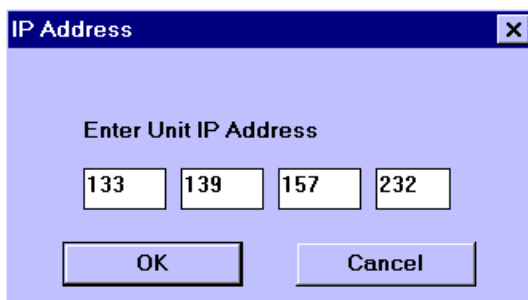 IP Address
Enter Unit IP Address
133 139 157 232
OK Cancel